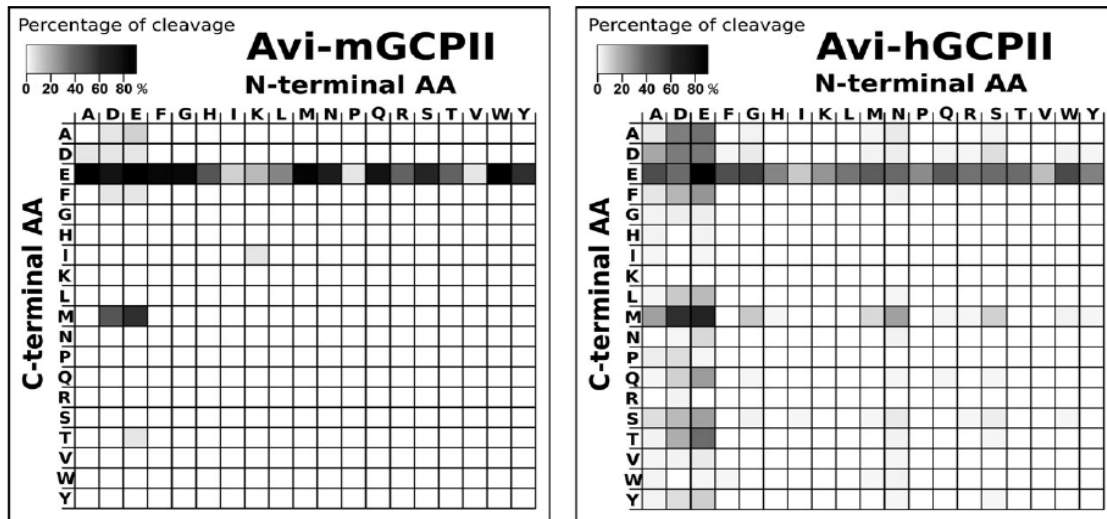 Percentage of cleavage
0 20 40 60 80 %
Avi-mGCPII
N-terminal AA
A D E F G H I K L M N P Q R S T V W Y
C-terminal AA
A
D
E
F
G
H
I
K
L
M
N
P
Q
R
S
T
V
W
Y
Percentage of cleavage
0 20 40 60 80 %
Avi-hGCPII
N-terminal AA
A D E F G H I K L M N P Q R S T V W Y
C-terminal AA
A
D
E
F
G
H
I
K
L
M
N
P
Q
R
S
T
V
W
Y